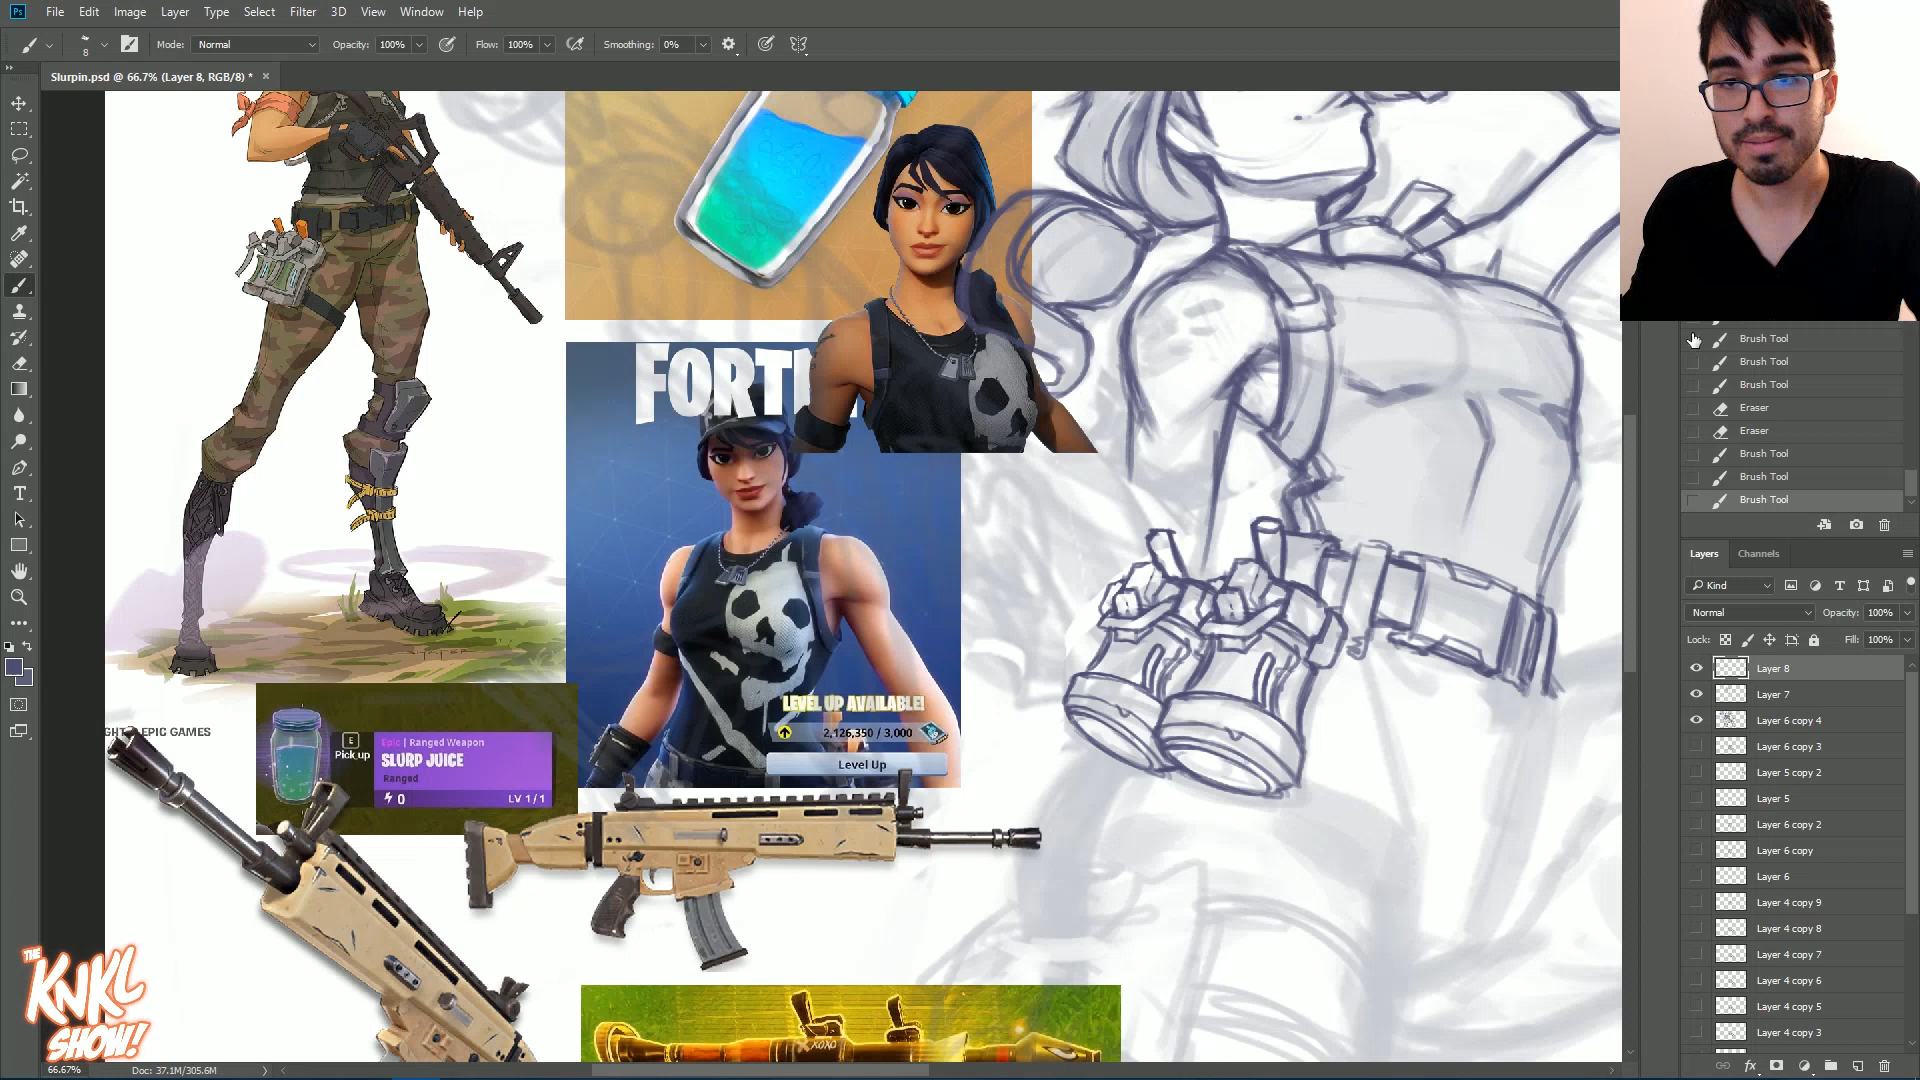 Ps File Edit Image Layer Type Select Filter 3D View Window Help
8 Mode: Normal Opacity: 100% Flow: 100% Smoothing: 0%
Slurpin.psd @ 66.7% (Layer 8, RGB/8) *
FORT
LEVEL UP AVAILABLE!
2,126,350 / 3,000
Level Up
EPIC GAMES
E
Pick up
Epic | Ranged Weapon
SLURP JUICE
Ranged
0 LV 1/1
XOXO
THE
KNKL
SHOW!
66.67% Doc: 37.1M/305.6M
Brush Tool
Brush Tool
Brush Tool
Eraser
Eraser
Brush Tool
Brush Tool
Brush Tool
Layers Channels
Kind
Normal Opacity: 100%
Lock: Fill: 100%
Layer 8
Layer 7
Layer 6 copy 4
Layer 6 copy 3
Layer 5 copy 2
Layer 5
Layer 6 copy 2
Layer 6 copy
Layer 6
Layer 4 copy 9
Layer 4 copy 8
Layer 4 copy 7
Layer 4 copy 6
Layer 4 copy 5
Layer 4 copy 3
fx